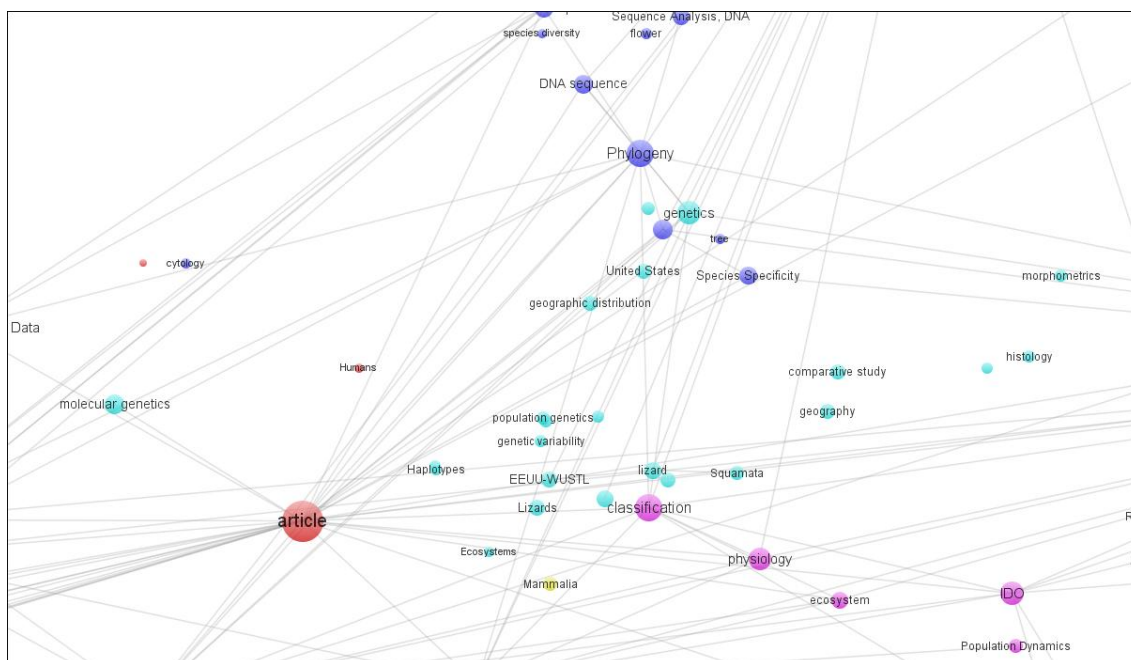 Sequence Analysis, DNA
species diversity
flower
DNA sequence
Phylogeny
genetics
tree
cytology
United States
Species Specificity
morphometrics
geographic distribution
Data
histology
Humans
comparative study
molecular genetics
geography
population genetics
genetic variability
Haplotypes
lizard
Squamata
EEUU-WUSTL
Lizards
classification
article
Ecosystems
physiology
Mammalia
IDO
ecosystem
Population Dynamics